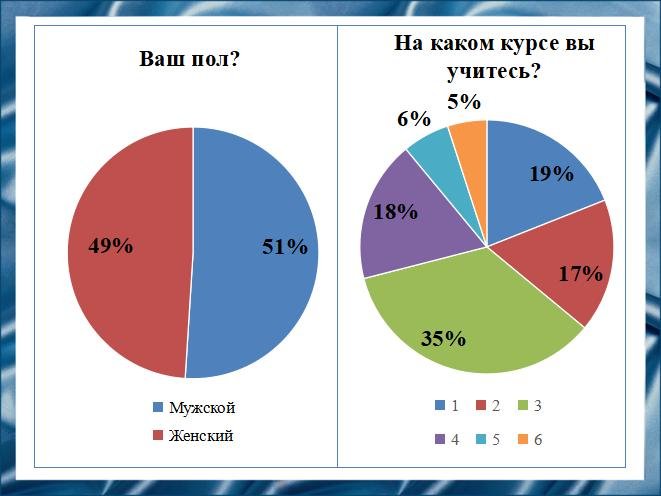 Ваш пол?
49%
51%
Мужской
Женский
На каком курсе вы
учитесь?
5%
6%
19%
18%
17%
35%
1 2 3
4 5 6